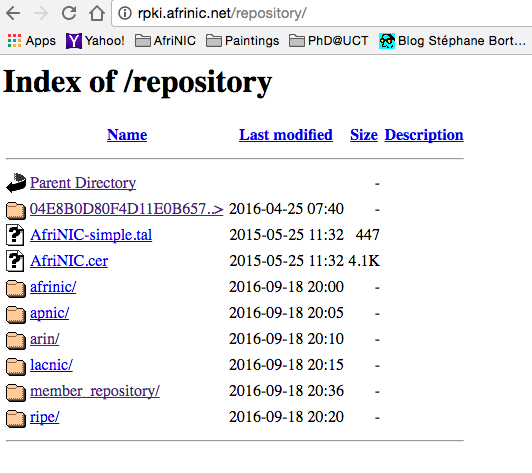 rpki.afrinic.net/repository/
Apps Yahoo! AfriNIC Paintings PhD@UCT Blog Stéphane Bort...
Index of /repository
Name Last modified Size Description
Parent Directory -
04E8B0D80F4D11E0B657..> 2016-04-25 07:40 -
AfriNIC-simple.tal 2015-05-25 11:32 447
AfriNIC.cer 2015-05-25 11:32 4.1K
afrinic/ 2016-09-18 20:00 -
apnic/ 2016-09-18 20:05 -
arin/ 2016-09-18 20:10 -
lacnic/ 2016-09-18 20:15 -
member_repository/ 2016-09-18 20:36 -
ripe/ 2016-09-18 20:20 -